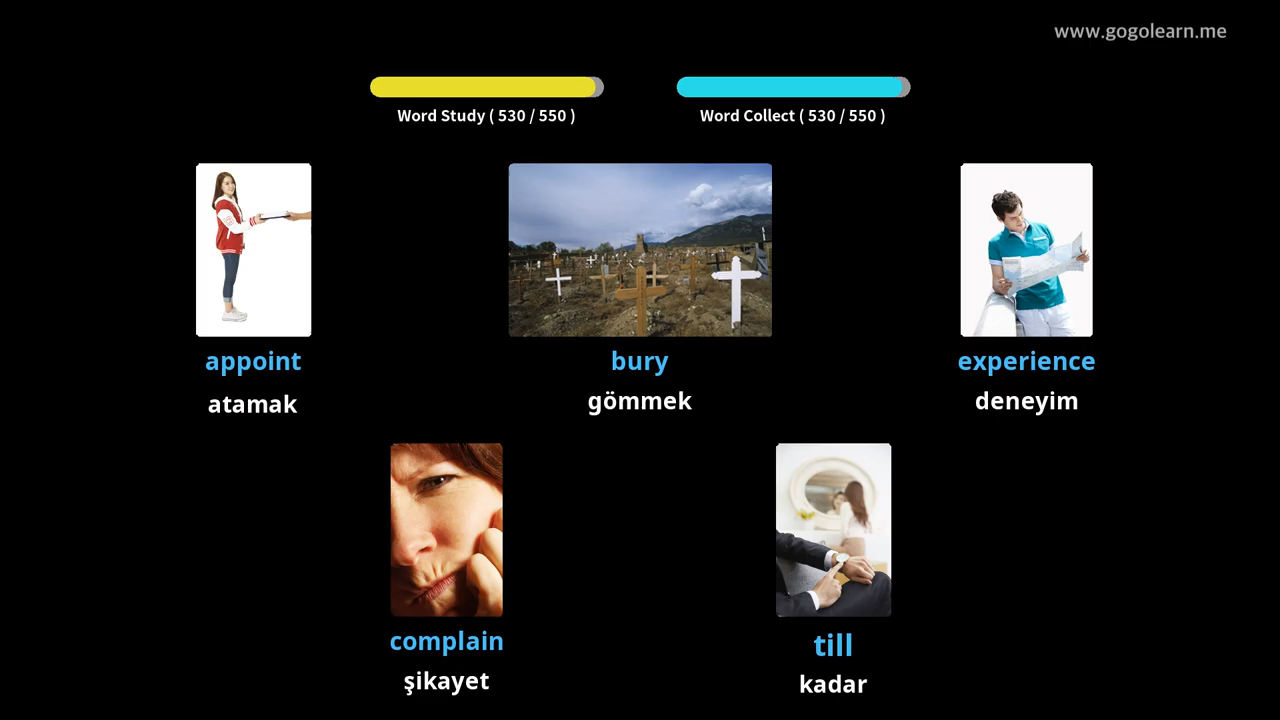 www.gogolearn.me
Word Study ( 530 / 550 )
Word Collect ( 530 / 550 )
appoint
atamak
bury
gömmek
experience
deneyim
complain
şikayet
till
kadar